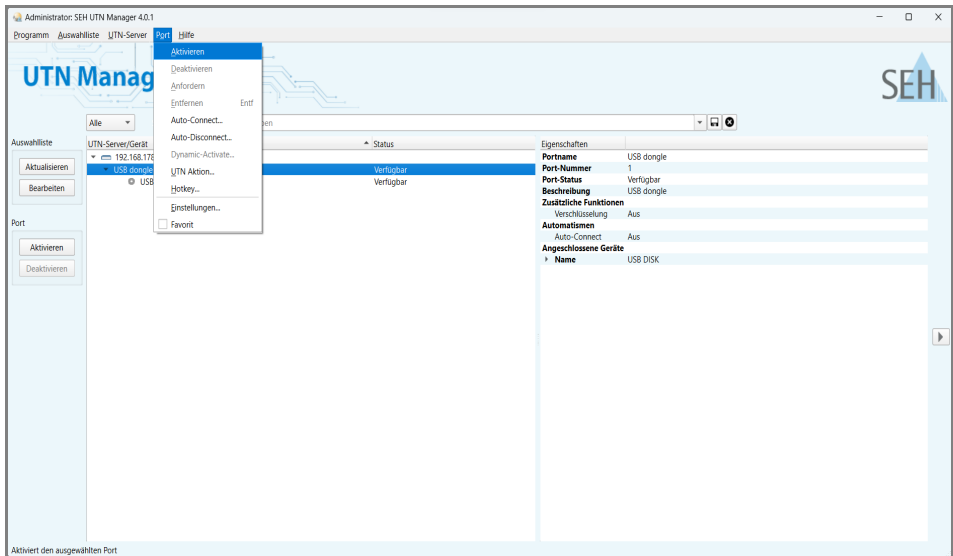 Administrator: SEH UTN Manager 4.0.1
Programm Auswahlliste UTN-Server Port Hilfe
UTN Manag
SEH
Aktivieren
Deaktivieren
Anfordern
Entfernen Entf
Auto-Connect...
Auto-Disconnect...
Dynamic-Activate...
UTN Aktion...
Hotkey...
Einstellungen...
Favorit
Alle
Auswahlliste
Aktualisieren
Bearbeiten
Port
Aktivieren
Deaktivieren
UTN-Server/Gerät Status
192.168.178
USB dongle Verfügbar
USB Verfügbar
Eigenschaften
Portname USB dongle
Port-Nummer 1
Port-Status Verfügbar
Beschreibung USB dongle
Zusätzliche Funktionen
Verschlüsselung Aus
Automatismen
Auto-Connect Aus
Angeschlossene Geräte
Name USB DISK
Aktiviert den ausgewählten Port